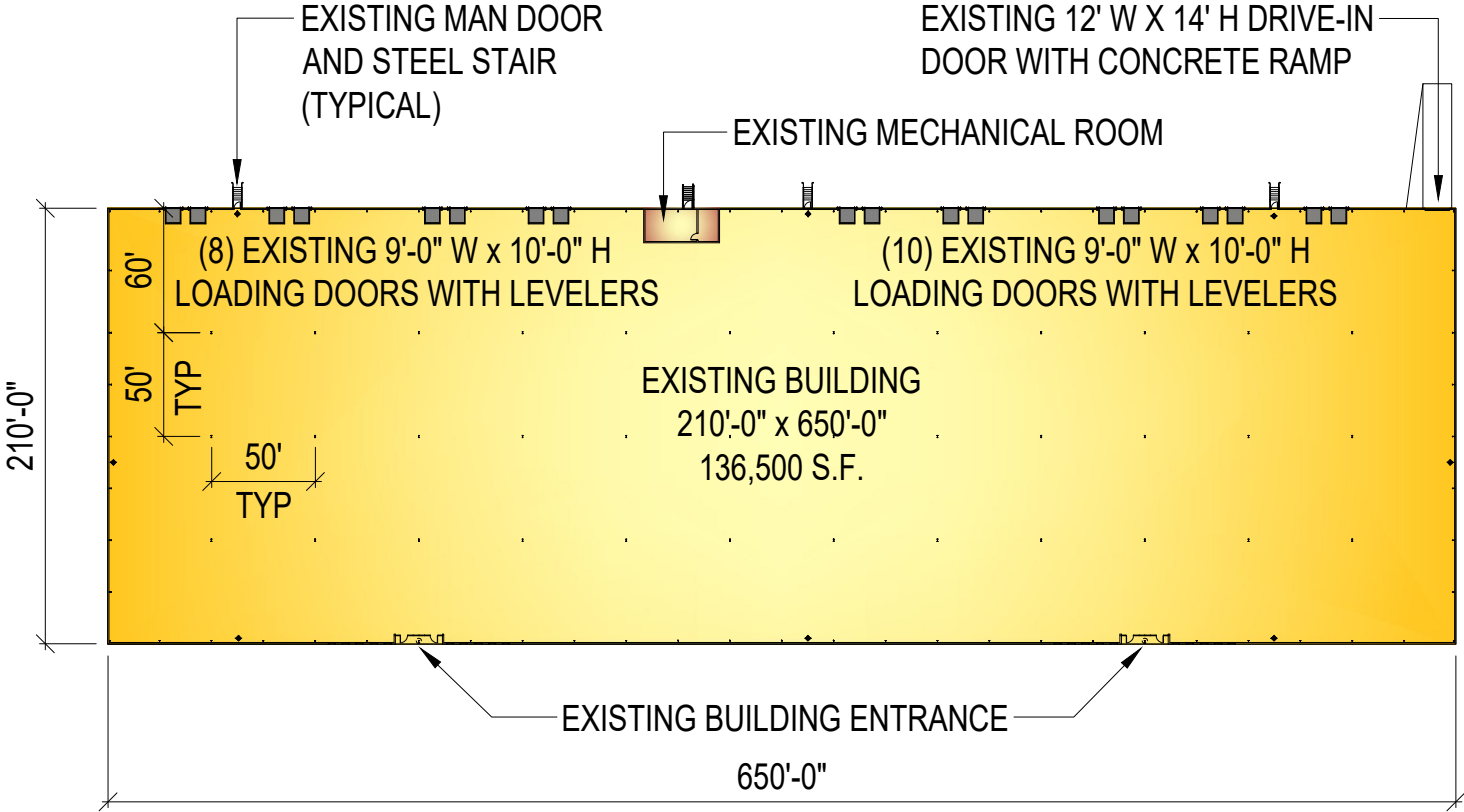 EXISTING MAN DOOR
AND STEEL STAIR
(TYPICAL)
EXISTING 12' W X 14' H DRIVE-IN
DOOR WITH CONCRETE RAMP
EXISTING MECHANICAL ROOM
(8) EXISTING 9'-0" W x 10'-0" H
LOADING DOORS WITH LEVELERS
(10) EXISTING 9'-0" W x 10'-0" H
LOADING DOORS WITH LEVELERS
60'
50'
TYP
210'-0"
50'
TYP
EXISTING BUILDING
210'-0" x 650'-0"
136,500 S.F.
EXISTING BUILDING ENTRANCE
650'-0"